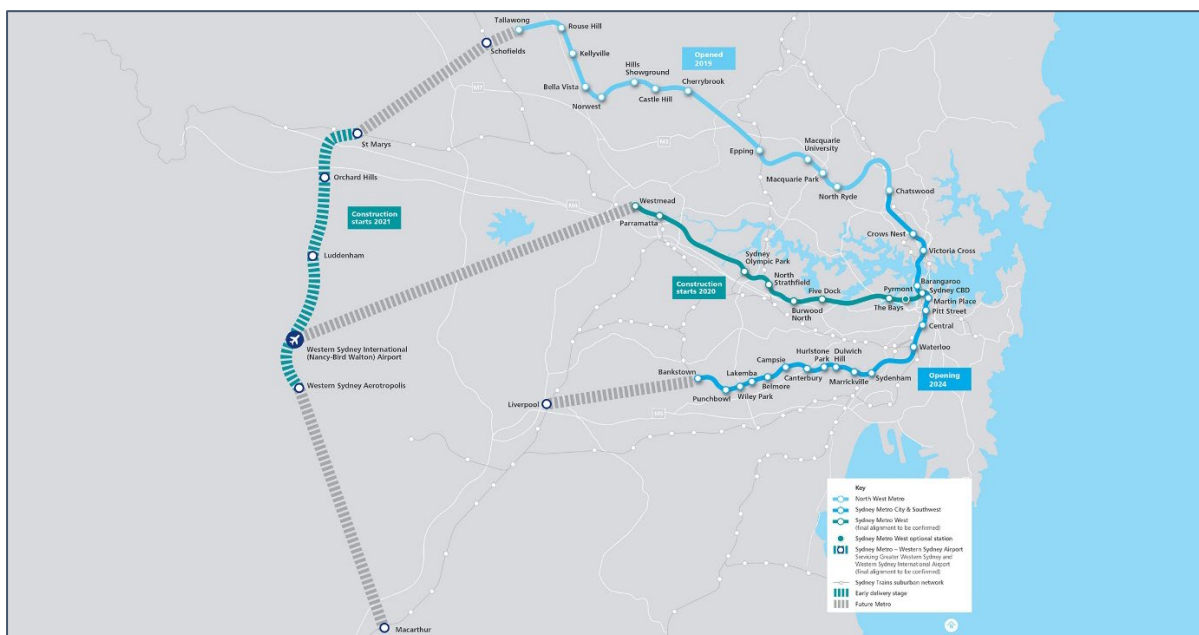 Tallawong
Rouse Hill
Schofields
Kellyville
Opened
2019
Hills
Showground
Cherrybrook
Bella Vista
Castle Hill
Norwest
M7
M2
St Marys
Macquarie
University
Epping
Macquarie Park
North Ryde
Chatswood
Orchard Hills
Construction
starts 2021
M4
Westmead
Parramatta
Crows Nest
Victoria Cross
Luddenham
Sydney
Olympic Park
North
Strathfield
Construction
starts 2020
Five Dock
Burwood
North
Pyrmont
The Bays
Barangaroo
Sydney CBD
Martin Place
Pitt Street
Central
Waterloo
Western Sydney International
(Nancy-Bird Walton) Airport
Western Sydney Aerotropolis
Bankstown
Punchbowl
Lakemba
Wiley Park
Campsie
Belmore
Hurlstone
Park
Canterbury
Dulwich
Hill
Marrickville
Sydenham
Opening
2024
Liverpool
M5
Macarthur
Key
North West Metro
Sydney Metro City & Southwest
Sydney Metro West
(final alignment to be confirmed)
Sydney Metro West optional station
Sydney Metro – Western Sydney Airport
Servicing Greater Western Sydney and
Western Sydney International Airport
(final alignment to be confirmed)
Sydney Trains suburban network
Early delivery stage
Future Metro